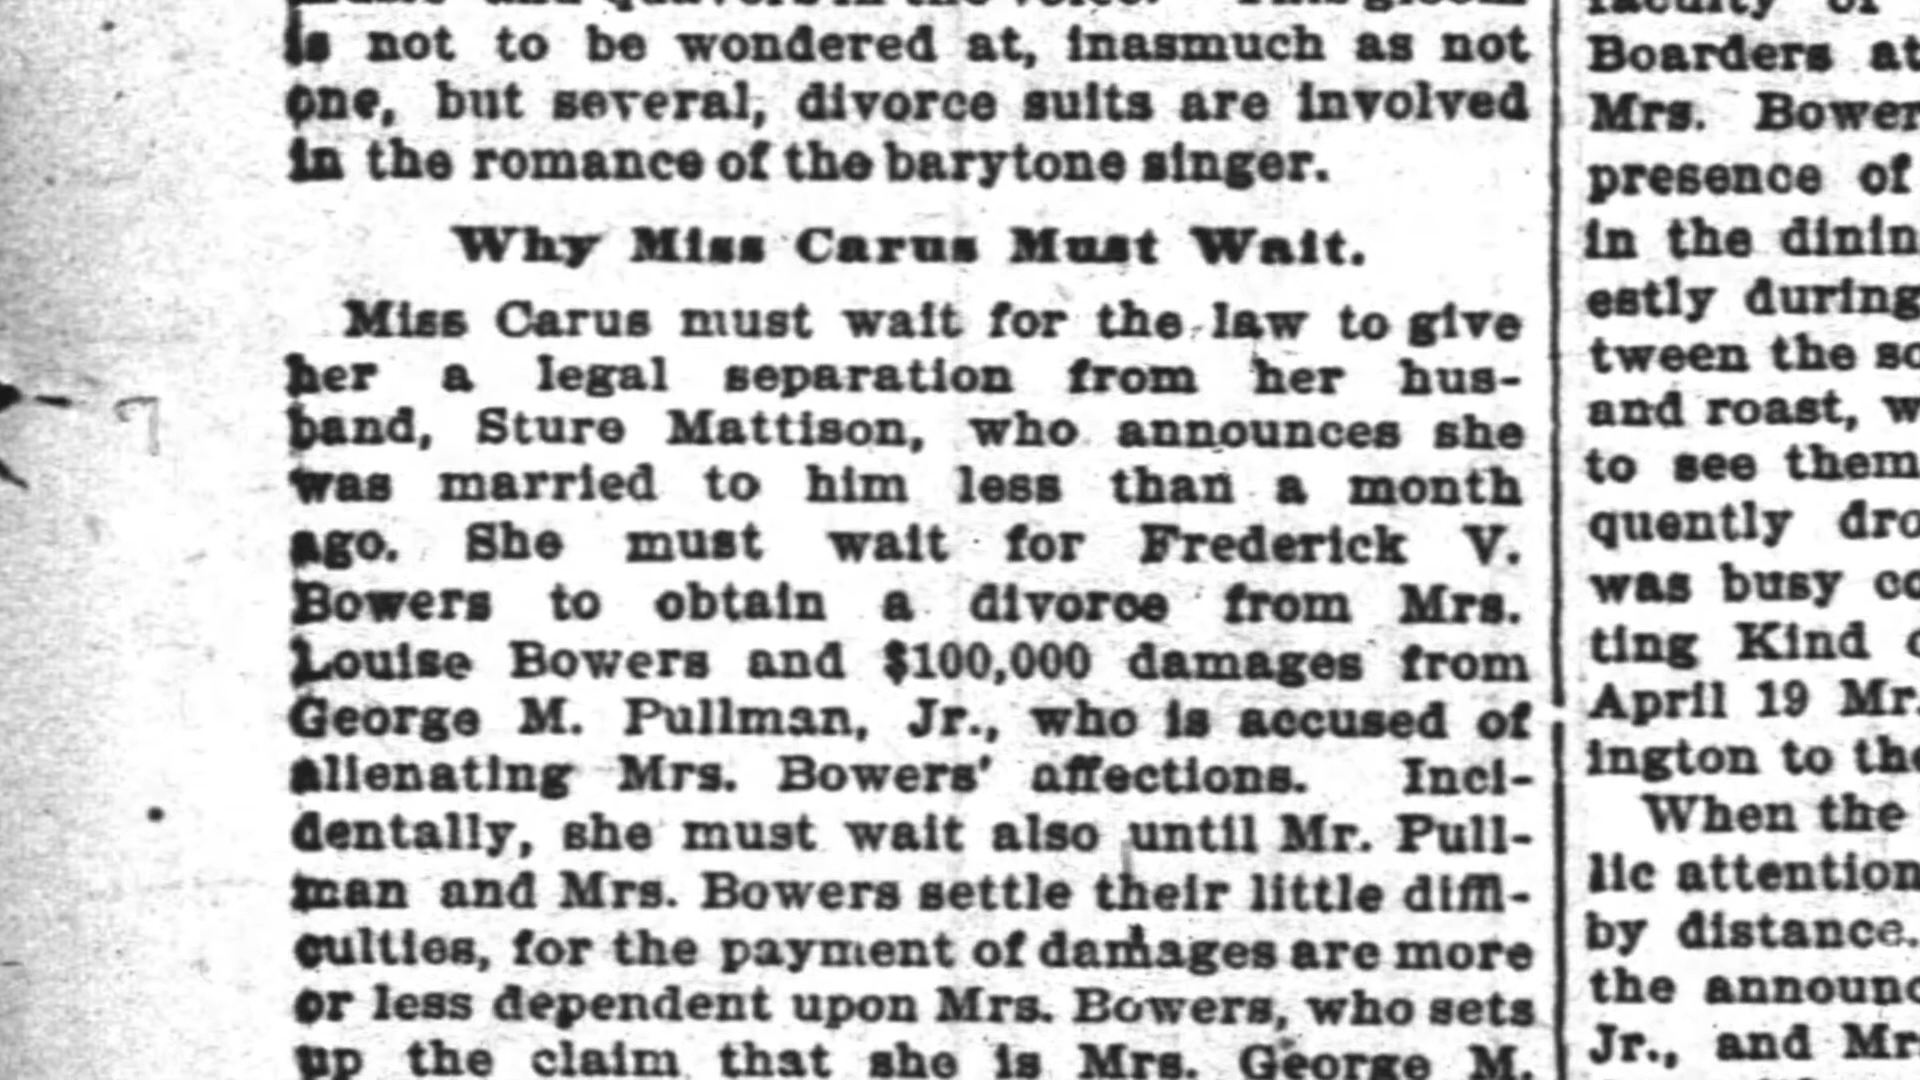 is not to be wondered at, inasmuch as not
one, but several, divorce suits are involved
in the romance of the barytone singer.
Why Miss Carus Must Wait.
Miss Carus must wait for the law to give
her a legal separation from her hus-
band, Sture Mattison, who announces she
was married to him less than a month
ago. She must wait for Frederick V.
Bowers to obtain a divorce from Mrs.
Louise Bowers and $100,000 damages from
George M. Pullman, Jr., who is accused of
alienating Mrs. Bowers' affections. Inci-
dentally, she must wait also until Mr. Pull-
man and Mrs. Bowers settle their little diffi-
culties, for the payment of damages are more
or less dependent upon Mrs. Bowers, who sets
up the claim that she is Mrs. George M.
faculty of
Boarders at
Mrs. Bower
presence of
in the dinin
estly during
tween the so
and roast, w
to see them
quently dro
was busy co
ting Kind
April 19 Mr.
ington to the
When the
lic attention
by distance.
the announc
Jr., and Mr